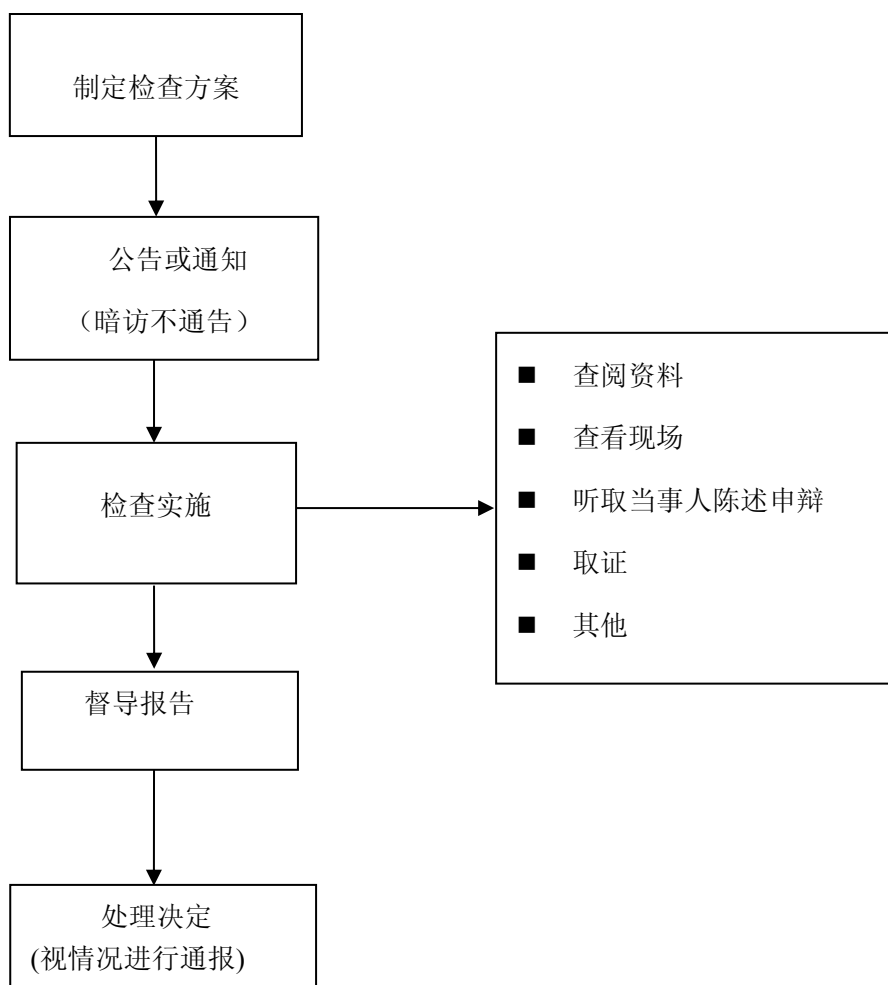 制定检查方案
公告或通知
（暗访不通告）
检查实施
■ 查阅资料
■ 查看现场
■ 听取当事人陈述申辩
■ 取证
■ 其他
督导报告
处理决定
(视情况进行通报)